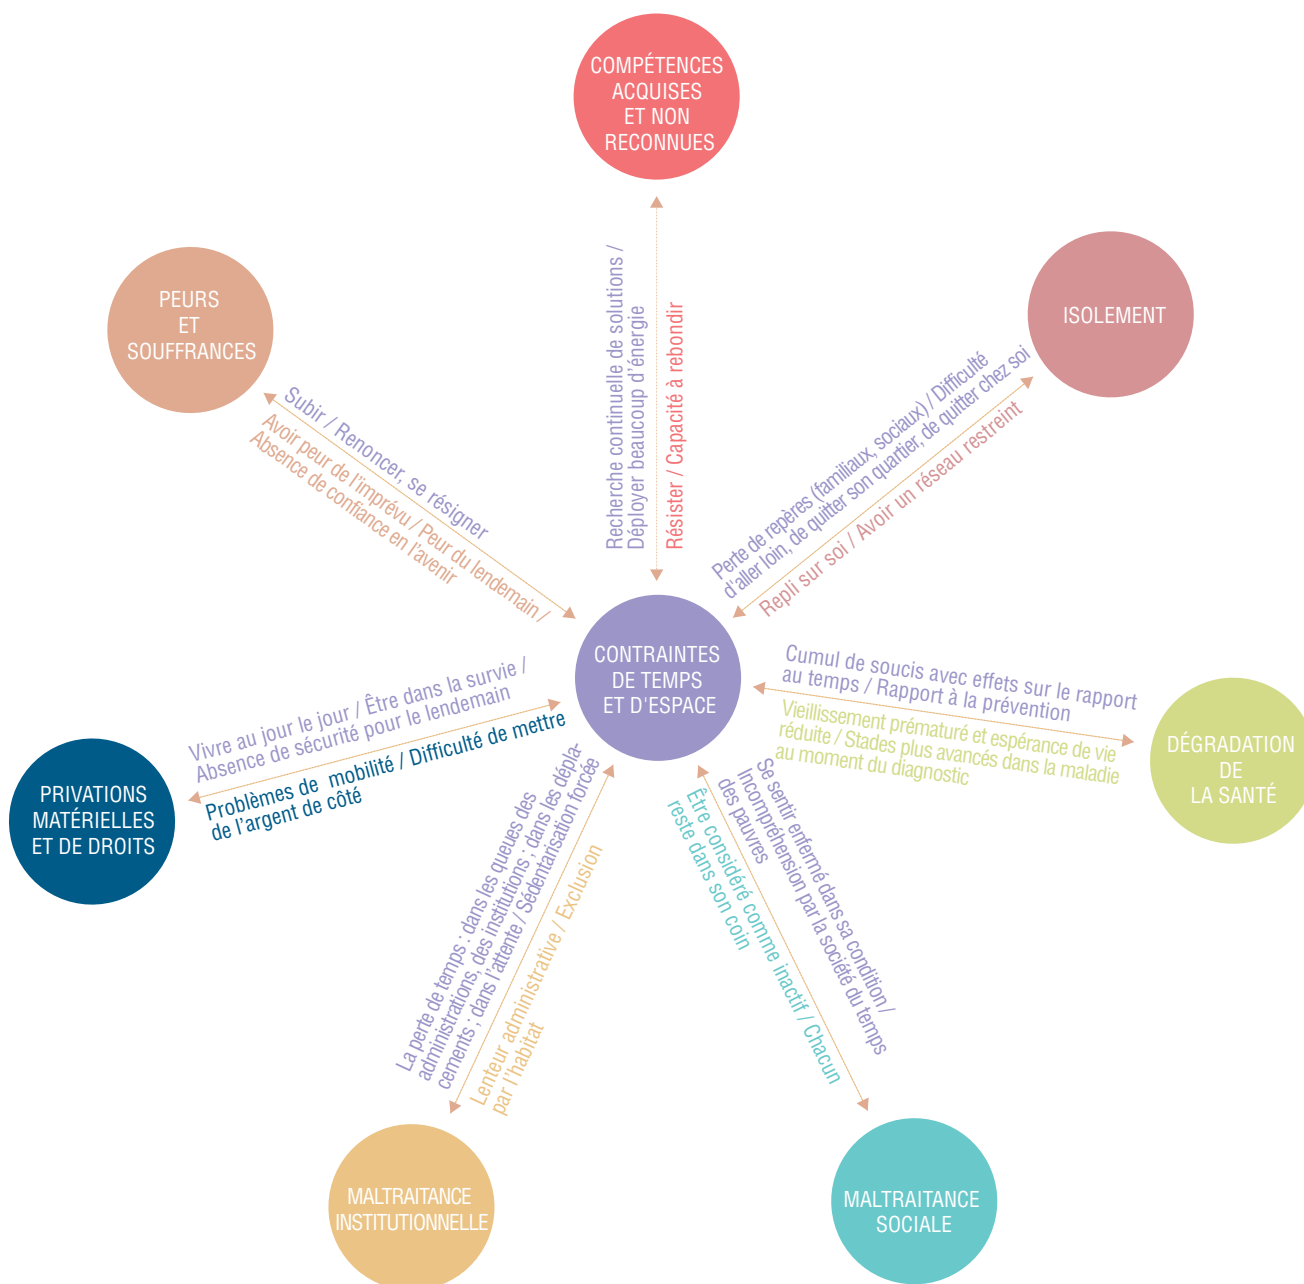 COMPÉTENCES
ACQUISES
ET NON
RECONNUES
Recherche continuelle de solutions /
Déployer beaucoup d'énergie
Résister / Capacité à rebondir
ISOLEMENT
Perte de repères (familiaux, sociaux) / Difficulté
d'aller loin, de quitter son quartier, de quitter chez soi
Repli sur soi / Avoir un réseau restreint
PEURS
ET
SOUFFRANCES
Subir / Renoncer, se résigner
Avoir peur de l'imprévu / Peur du lendemain /
Absence de confiance en l'avenir
CONTRAINTES
DE TEMPS
ET D'ESPACE
Cumul de soucis avec effets sur le rapport
au temps / Rapport à la prévention
Vieillissement prématuré et espérance de vie
réduite / Stades plus avancés dans la maladie
au moment du diagnostic
DÉGRADATION
DE
LA SANTÉ
Vivre au jour le jour / Être dans la survie /
Absence de sécurité pour le lendemain
Problèmes de mobilité / Difficulté de mettre
de l'argent de côté
PRIVATIONS
MATÉRIELLES
ET DE DROITS
La perte de temps : dans les queues des
administrations, des institutions ; dans les dépla-
cements ; dans l'attente / Sédentarisation forcée
Lenteur administrative / Exclusion
par l'habitat
MALTRAITANCE
INSTITUTIONNELLE
Se sentir enfermé dans sa condition /
Incompréhension par la société du temps
des pauvres
Être considéré comme inactif / Chacun
reste dans son coin
MALTRAITANCE
SOCIALE